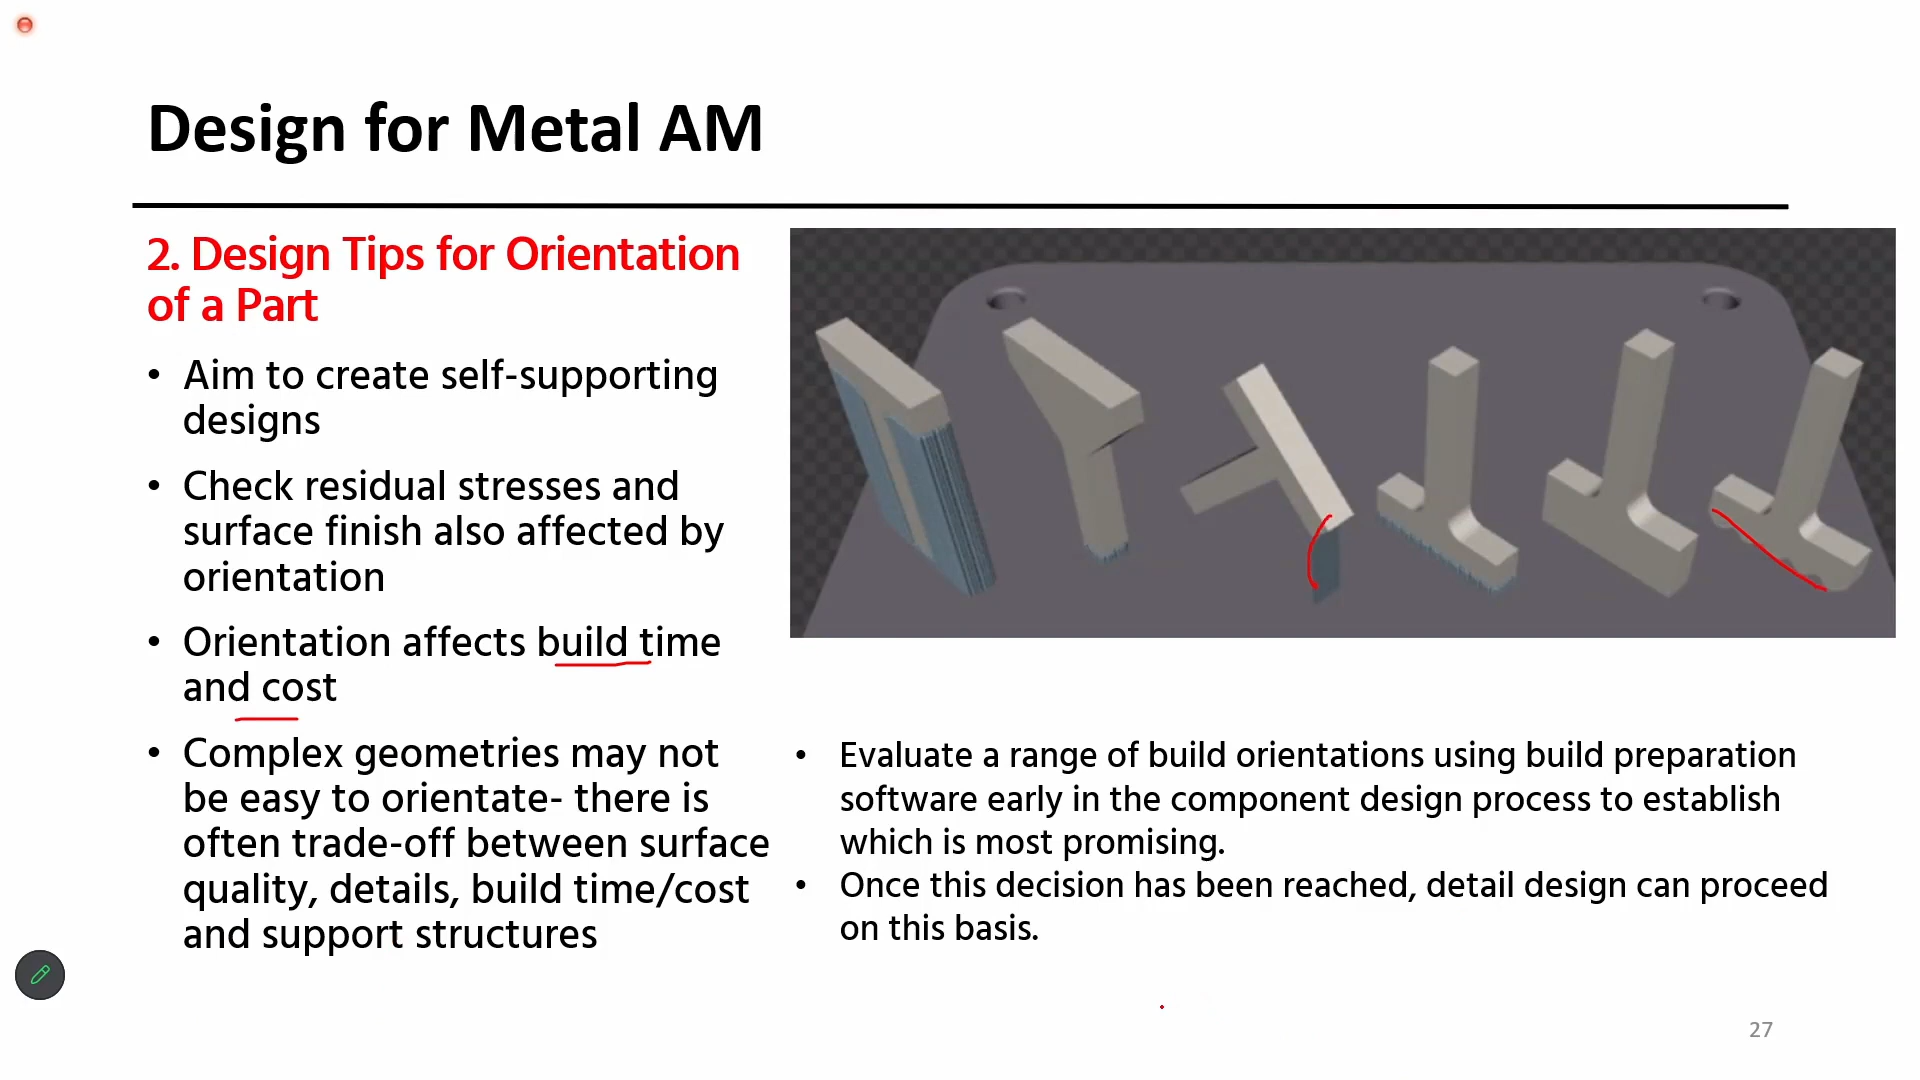 Design for Metal AM
2. Design Tips for Orientation
of a Part
• Aim to create self-supporting
designs
• Check residual stresses and
surface finish also affected by
orientation
• Orientation affects build time
and cost
• Complex geometries may not
be easy to orientate- there is
often trade-off between surface
quality, details, build time/cost
and support structures
• Evaluate a range of build orientations using build preparation
software early in the component design process to establish
which is most promising.
• Once this decision has been reached, detail design can proceed
on this basis.
27